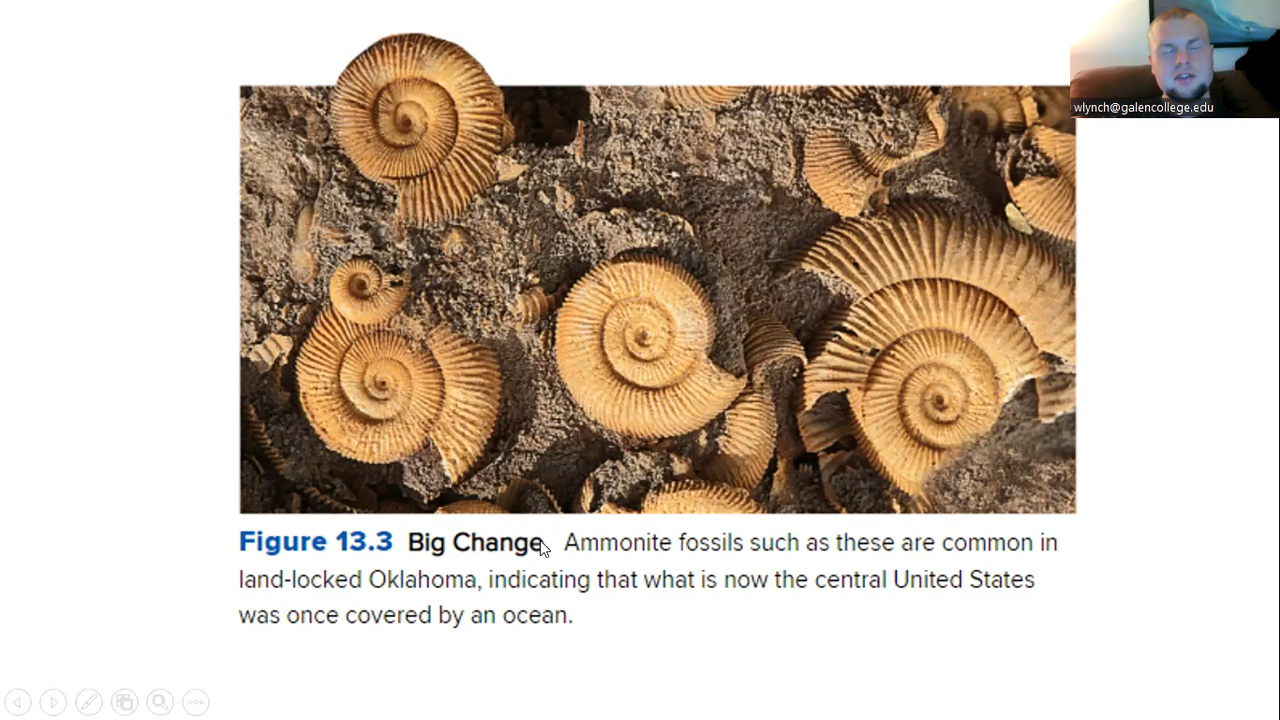 wlynch@galencollege.edu
Figure 13.3 Big Change Ammonite fossils such as these are common in
land-locked Oklahoma, indicating that what is now the central United States
was once covered by an ocean.